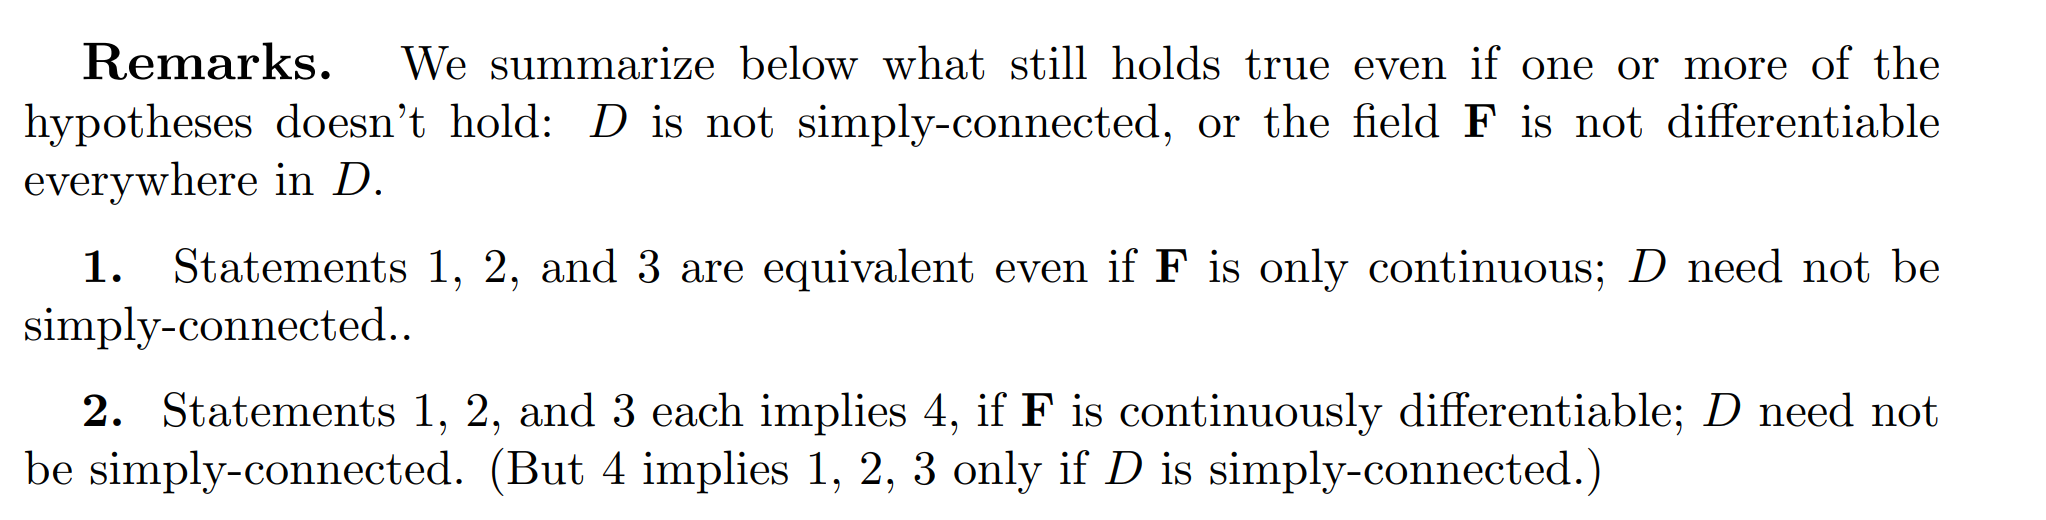 Remarks. We summarize below what still holds true even if one or more of the
hypotheses doesn't hold: D is not simply-connected, or the field F is not differentiable
everywhere in D.
1. Statements 1, 2, and 3 are equivalent even if F is only continuous; D need not be
simply-connected..
2. Statements 1, 2, and 3 each implies 4, if F is continuously differentiable; D need not
be simply-connected. (But 4 implies 1, 2, 3 only if D is simply-connected.)